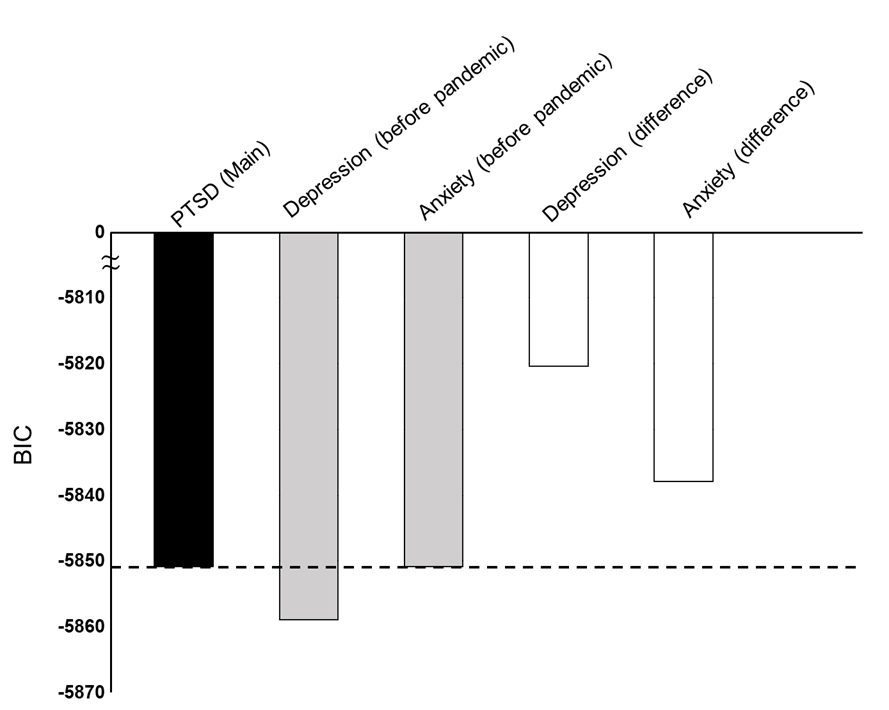 PTSD (Main)
Depression (before pandemic)
Anxiety (before pandemic)
Depression (difference)
Anxiety (difference)
0
-5810
-5820
-5830
-5840
-5850
-5860
-5870
BIC